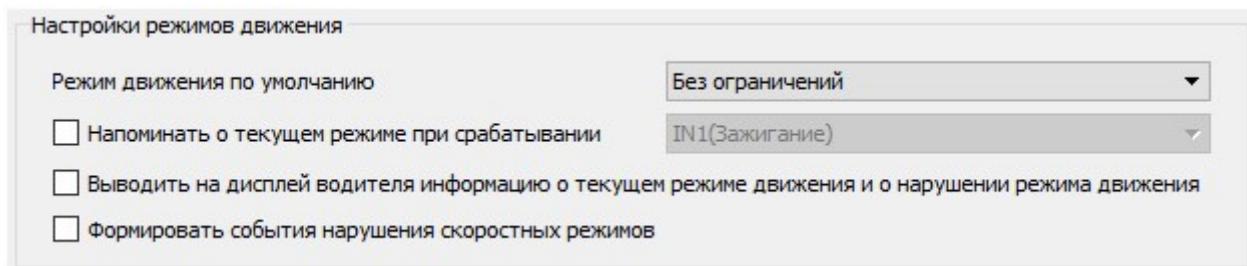 Настройки режимов движения
Режим движения по умолчанию Без ограничений
Напоминать о текущем режиме при срабатывании IN1(Зажигание)
Выводить на дисплей водителя информацию о текущем режиме движения и о нарушении режима движения
Формировать события нарушения скоростных режимов